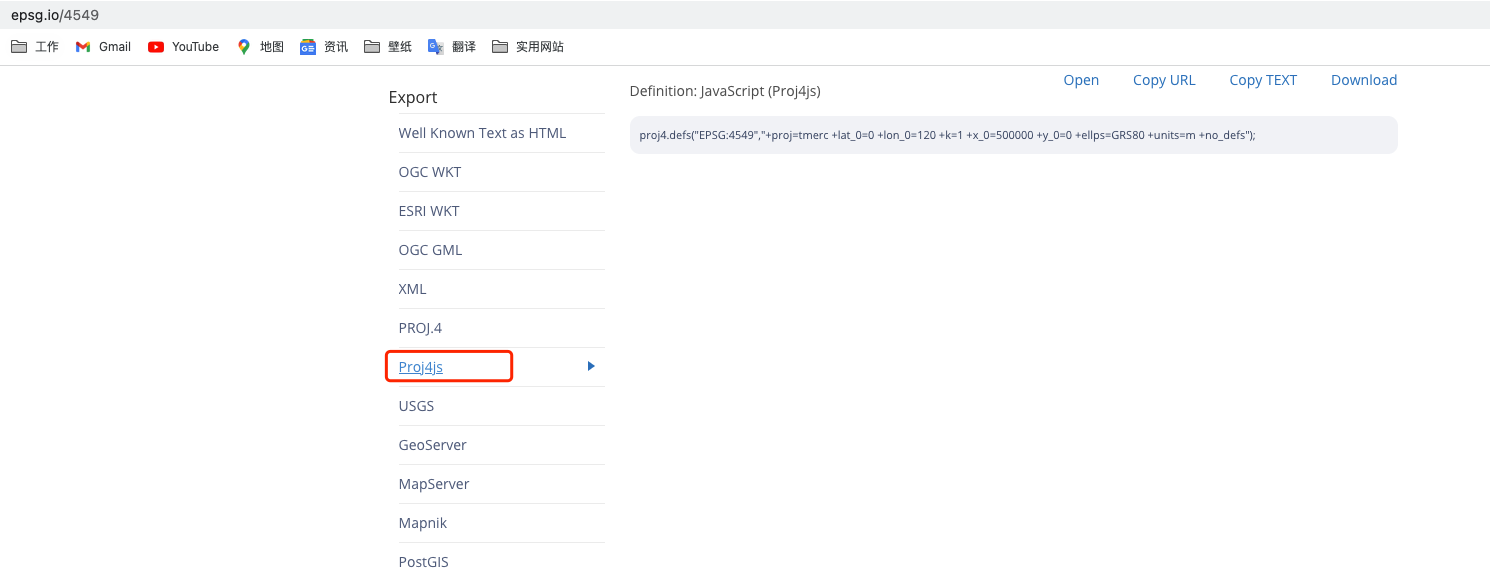 epsg.io/4549
工作 Gmail YouTube 地图 资讯 壁纸 翻译 实用网站
Export
Well Known Text as HTML
OGC WKT
ESRI WKT
OGC GML
XML
PROJ.4
Proj4js
USGS
GeoServer
MapServer
Mapnik
PostGIS
Definition: JavaScript (Proj4js)
Open Copy URL Copy TEXT Download
proj4.defs("EPSG:4549","+proj=tmerc +lat_0=0 +lon_0=120 +k=1 +x_0=500000 +y_0=0 +ellps=GRS80 +units=m +no_defs");